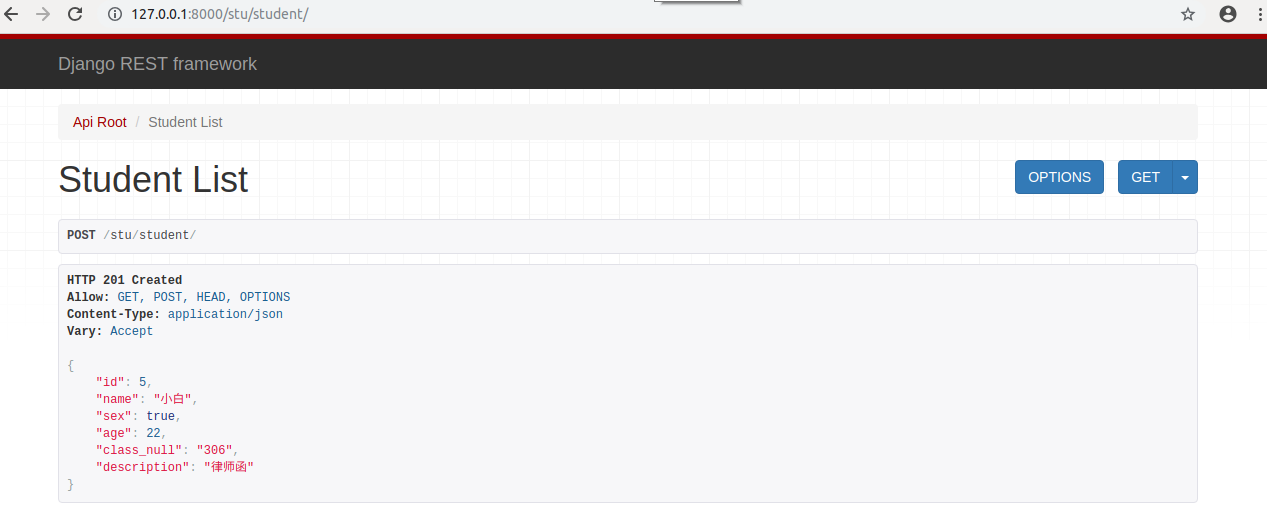 127.0.0.1:8000/stu/student/
Django REST framework
Api Root / Student List
Student List
OPTIONS GET
POST /stu/student/
HTTP 201 Created
Allow: GET, POST, HEAD, OPTIONS
Content-Type: application/json
Vary: Accept
{
    "id": 5,
    "name": "小白",
    "sex": true,
    "age": 22,
    "class_null": "306",
    "description": "律师函"
}